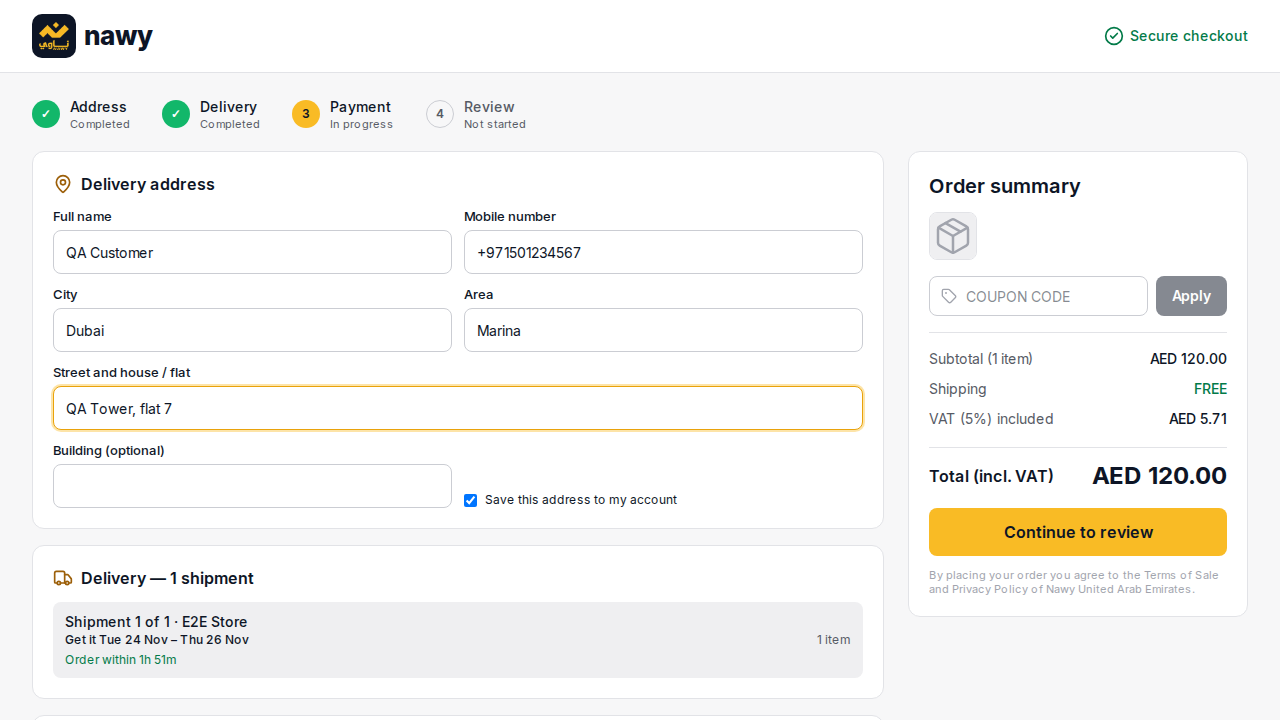 ناوي
NAWY
nawy
Secure checkout
✓ Address
Completed
✓ Delivery
Completed
3 Payment
In progress
4 Review
Not started
Delivery address
Full name
QA Customer
Mobile number
+971501234567
City
Dubai
Area
Marina
Street and house / flat
QA Tower, flat 7
Building (optional)
Save this address to my account
Delivery — 1 shipment
Shipment 1 of 1 · E2E Store
Get it Tue 24 Nov – Thu 26 Nov
1 item
Order within 1h 51m
Order summary
COUPON CODE
Apply
Subtotal (1 item) AED 120.00
Shipping FREE
VAT (5%) included AED 5.71
Total (incl. VAT) AED 120.00
Continue to review
By placing your order you agree to the Terms of Sale
and Privacy Policy of Nawy United Arab Emirates.